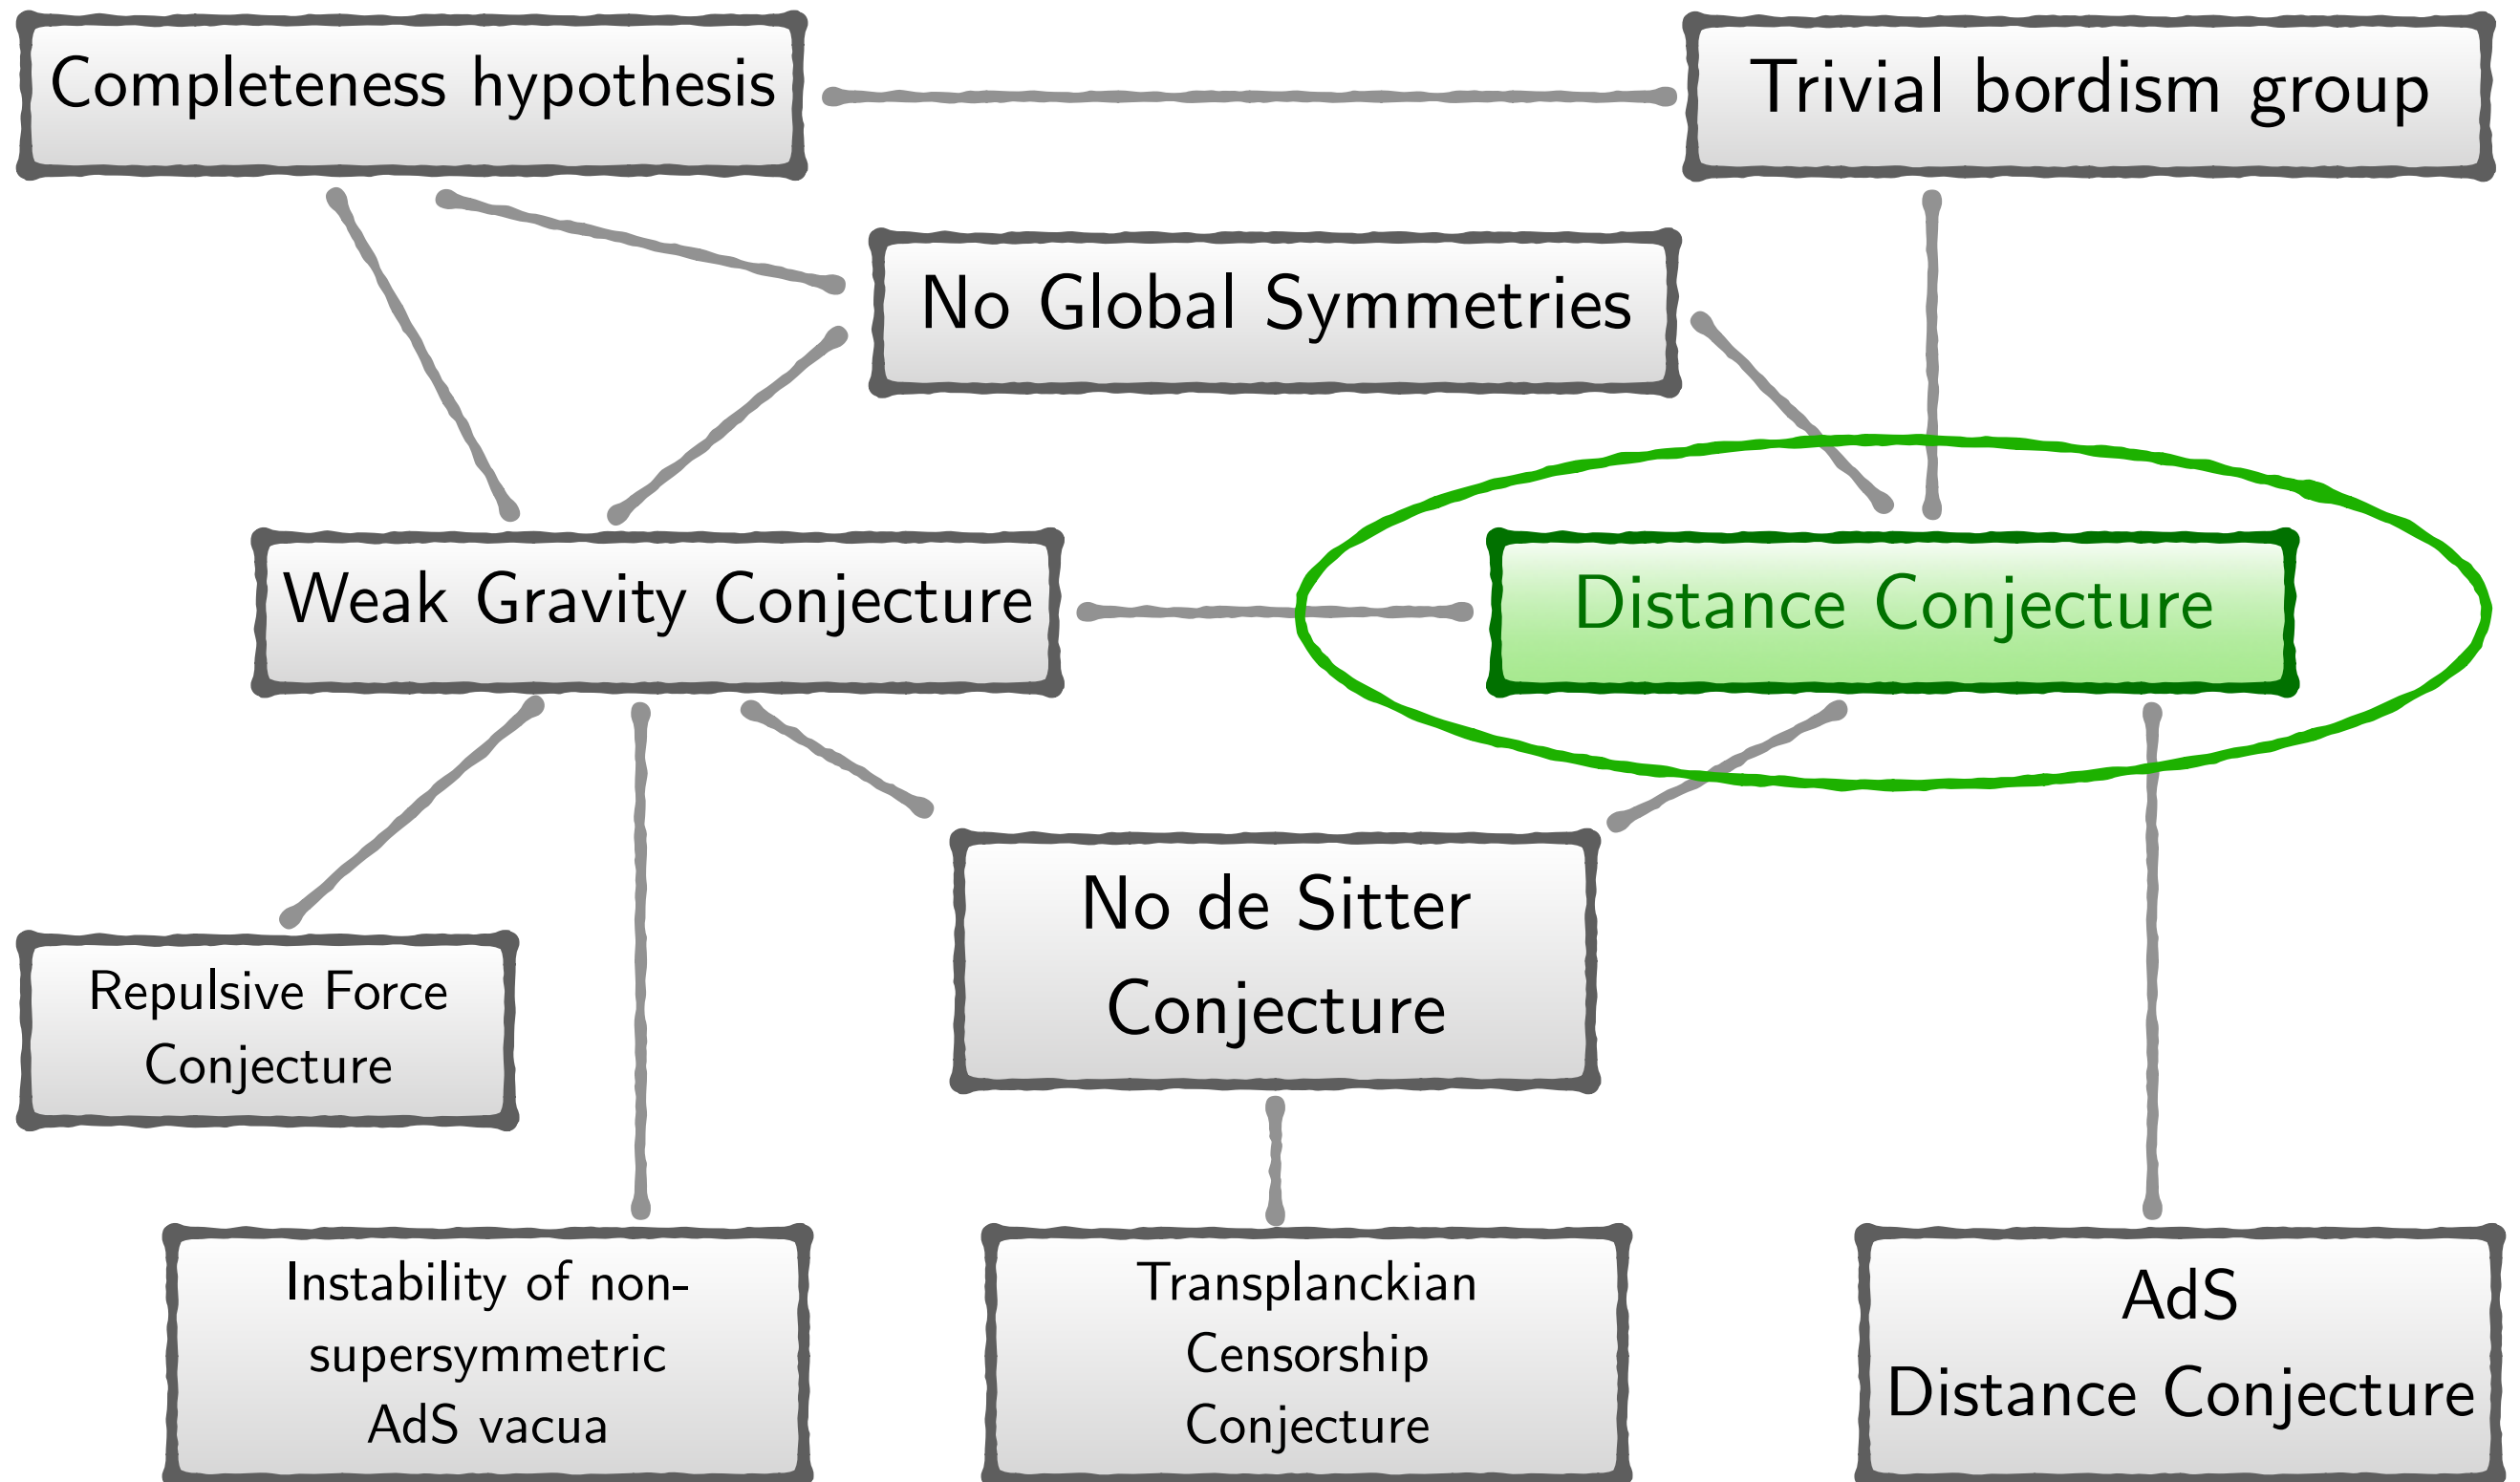 Completeness hypothesis
Trivial bordism group
No Global Symmetries
Weak Gravity Conjecture
Distance Conjecture
No de Sitter
Conjecture
Repulsive Force
Conjecture
Instability of non-
supersymmetric
AdS vacua
Transplanckian
Censorship
Conjecture
AdS
Distance Conjecture